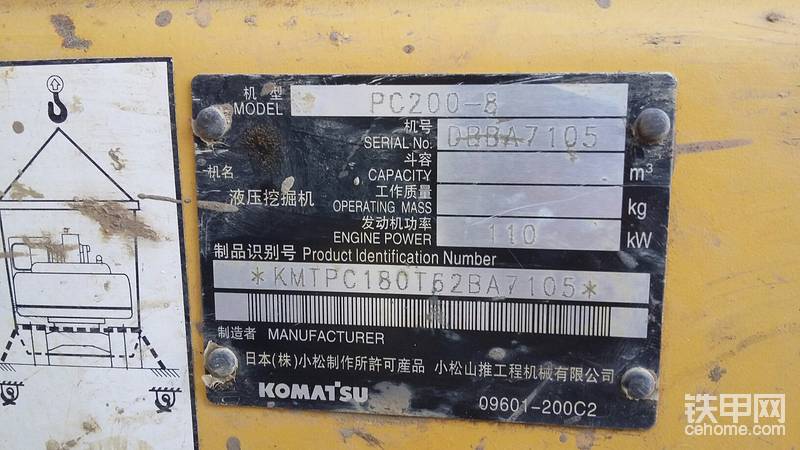 机型
MODEL PC200-8
机号
SERIAL No. DBBA7105
斗容
CAPACITY m³
机名
液压挖掘机
工作质量
OPERATING MASS kg
发动机功率
ENGINE POWER 110 kW
制品识别号 Product Identification Number
*KMTPC180T62BA7105*
制造者 MANUFACTURER
日本(株)小松制作所許可産品 小松山推工程机械有限公司
KOMATSU 09601-200C2
铁甲网
cehome.com